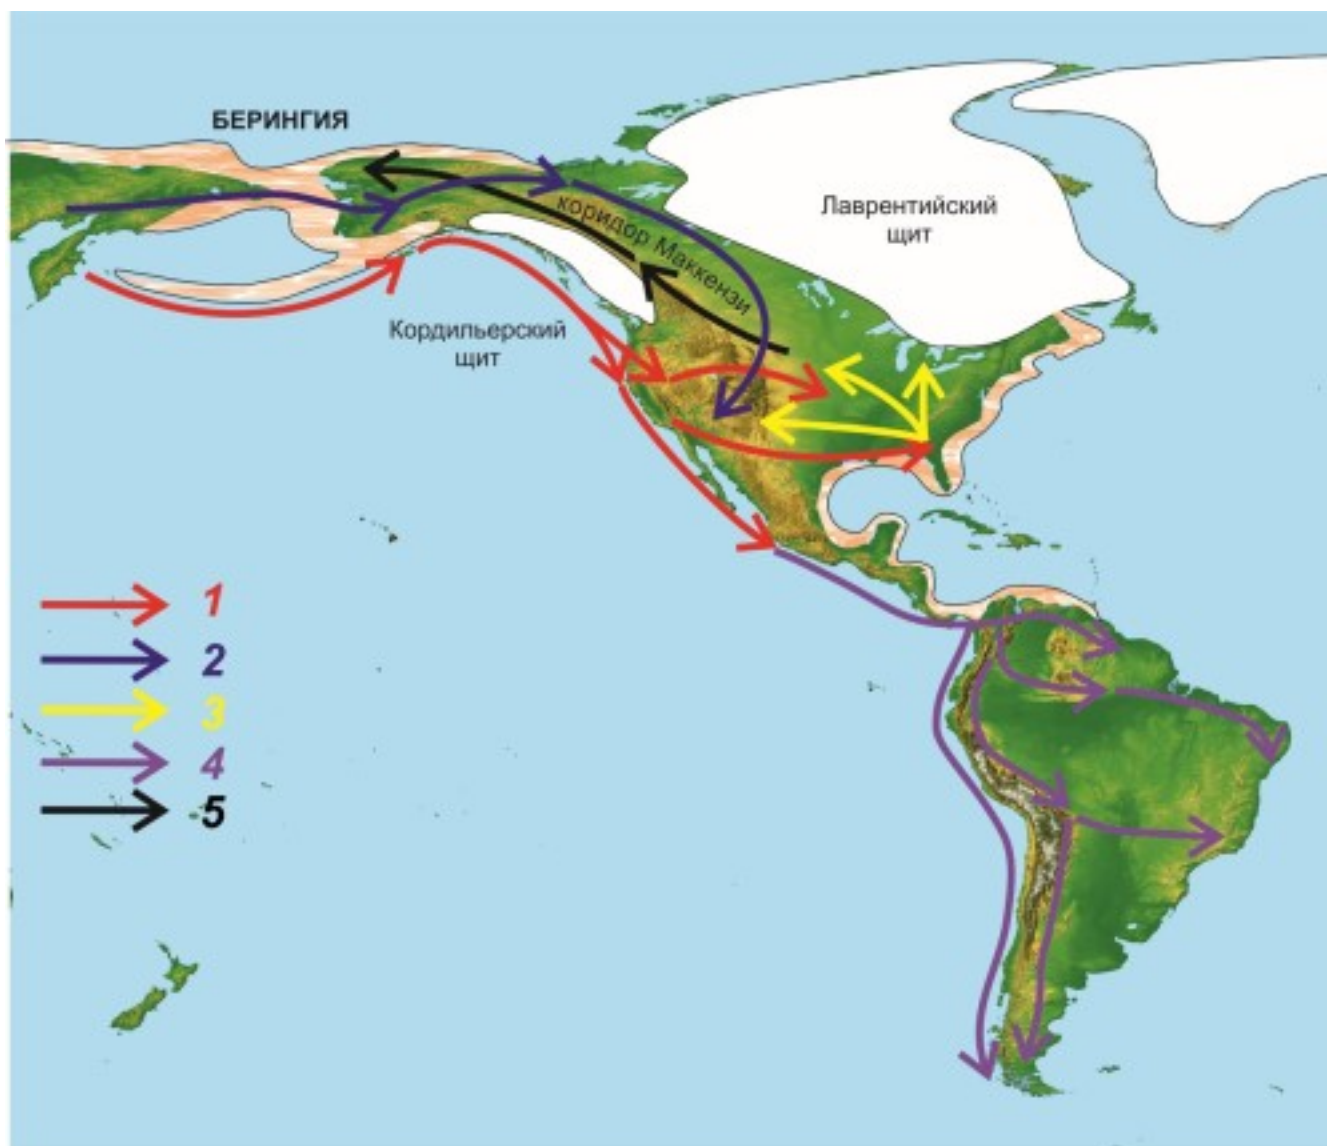 БЕРИНГИЯ
коридор Маккензи
Лаврентийский
щит
Кордильерский
щит
1
2
3
4
5